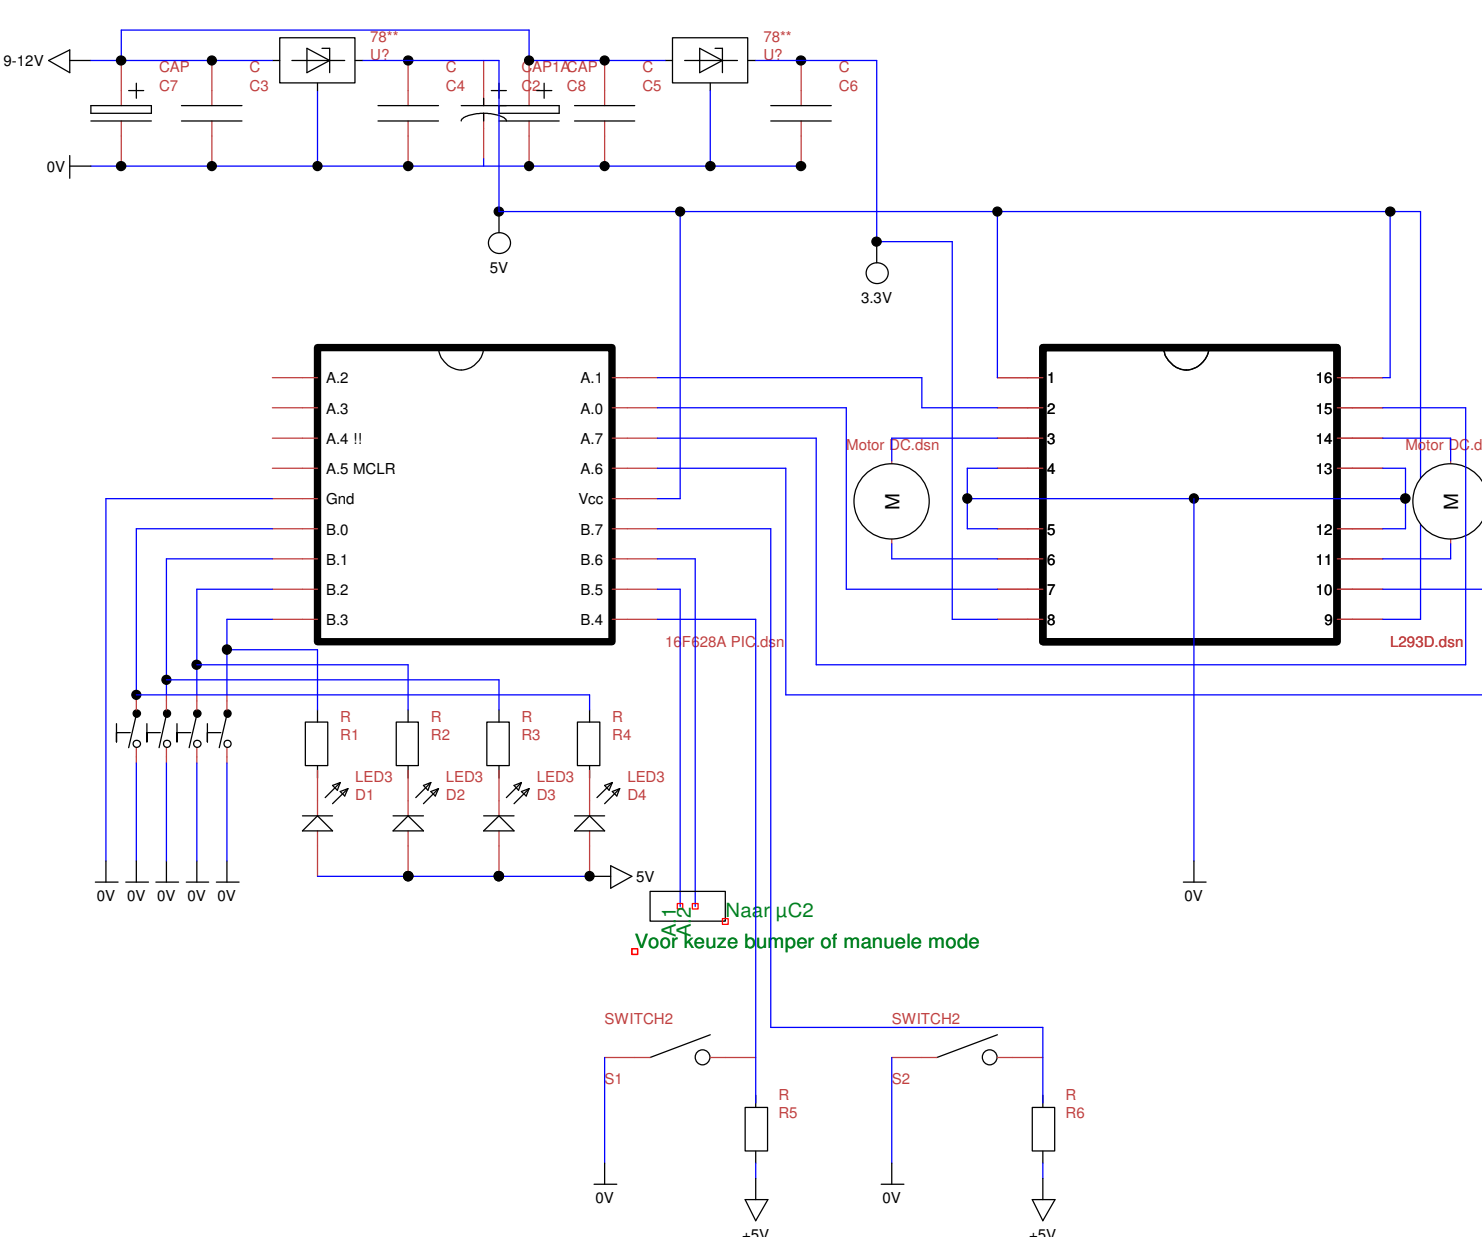 9-12V
CAP
C7
C
C3
78**
U?
C
C4
CAP1A
C2
CAP
C8
C
C5
78**
U?
C
C6
0V
5V
3.3V
A.2
A.3
A.4 !!
A.5 MCLR
Gnd
B.0
B.1
B.2
B.3
A.1
A.0
A.7
A.6
Vcc
B.7
B.6
B.5
B.4
16F628A PIC.dsn
Motor DC.dsn
M
1
2
3
4
5
6
7
8
16
15
14
13
12
11
10
9
L293D.dsn
Motor DC.d
M
R
R1
R
R2
R
R3
R
R4
LED3
D1
LED3
D2
LED3
D3
LED3
D4
5V
0V
0V
0V
0V
0V
0V
A.1
A.2
Naar µC2
Voor keuze bumper of manuele mode
SWITCH2
S1
SWITCH2
S2
R
R5
R
R6
0V
0V
+5V
+5V